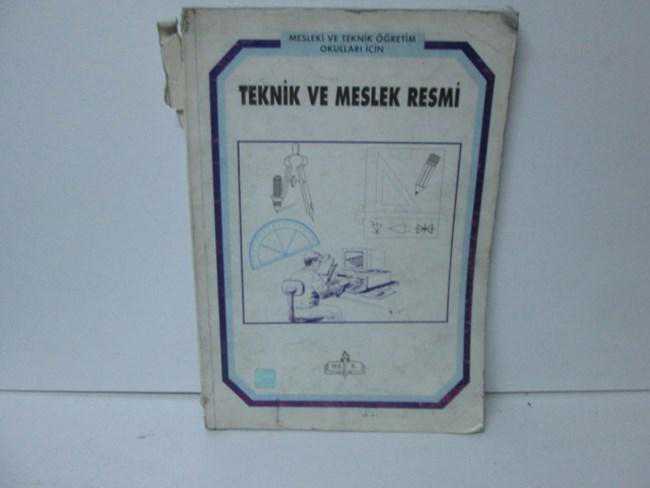 MESLEKİ VE TEKNİK ÖĞRETİM
OKULLARI İÇİN
TEKNİK VE MESLEK RESMİ